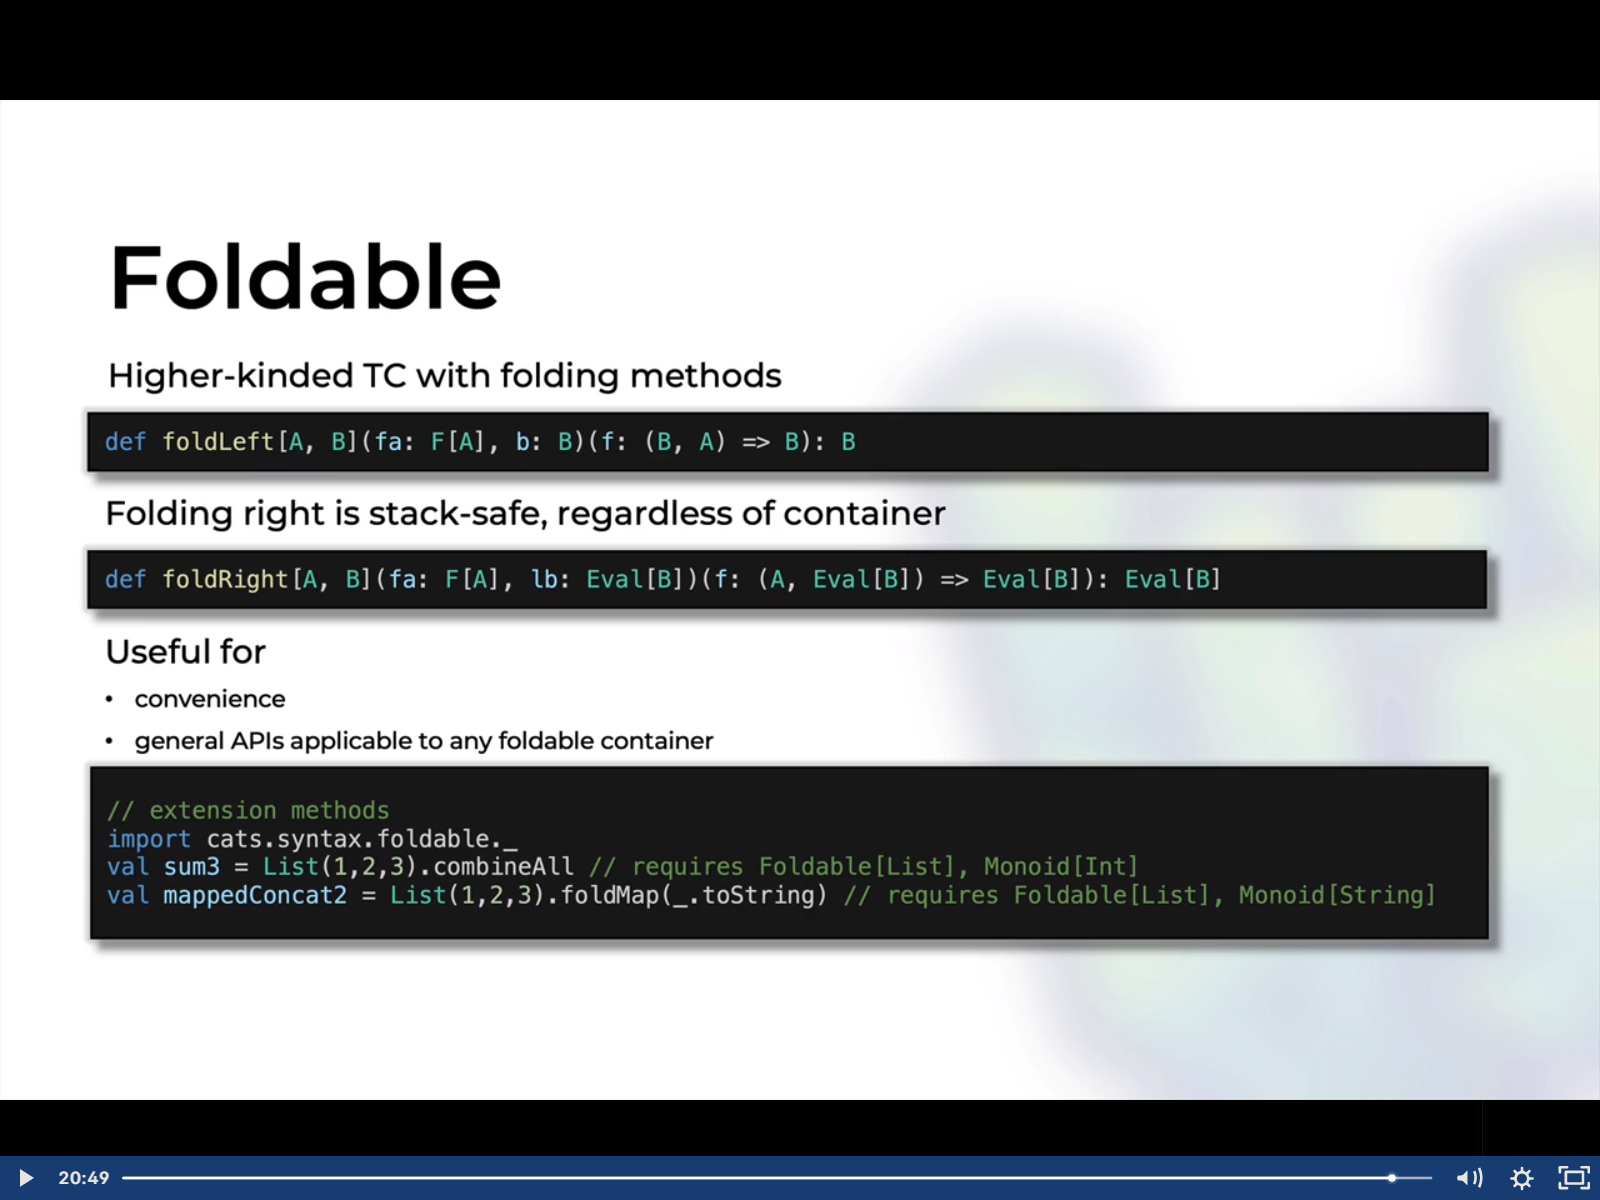 Foldable
Higher-kinded TC with folding methods
def foldLeft[A, B](fa: F[A], b: B)(f: (B, A) => B): B
Folding right is stack-safe, regardless of container
def foldRight[A, B](fa: F[A], lb: Eval[B])(f: (A, Eval[B]) => Eval[B]): Eval[B]
Useful for
• convenience
• general APIs applicable to any foldable container
// extension methods
import cats.syntax.foldable._
val sum3 = List(1,2,3).combineAll // requires Foldable[List], Monoid[Int]
val mappedConcat2 = List(1,2,3).foldMap(_.toString) // requires Foldable[List], Monoid[String]
20:49